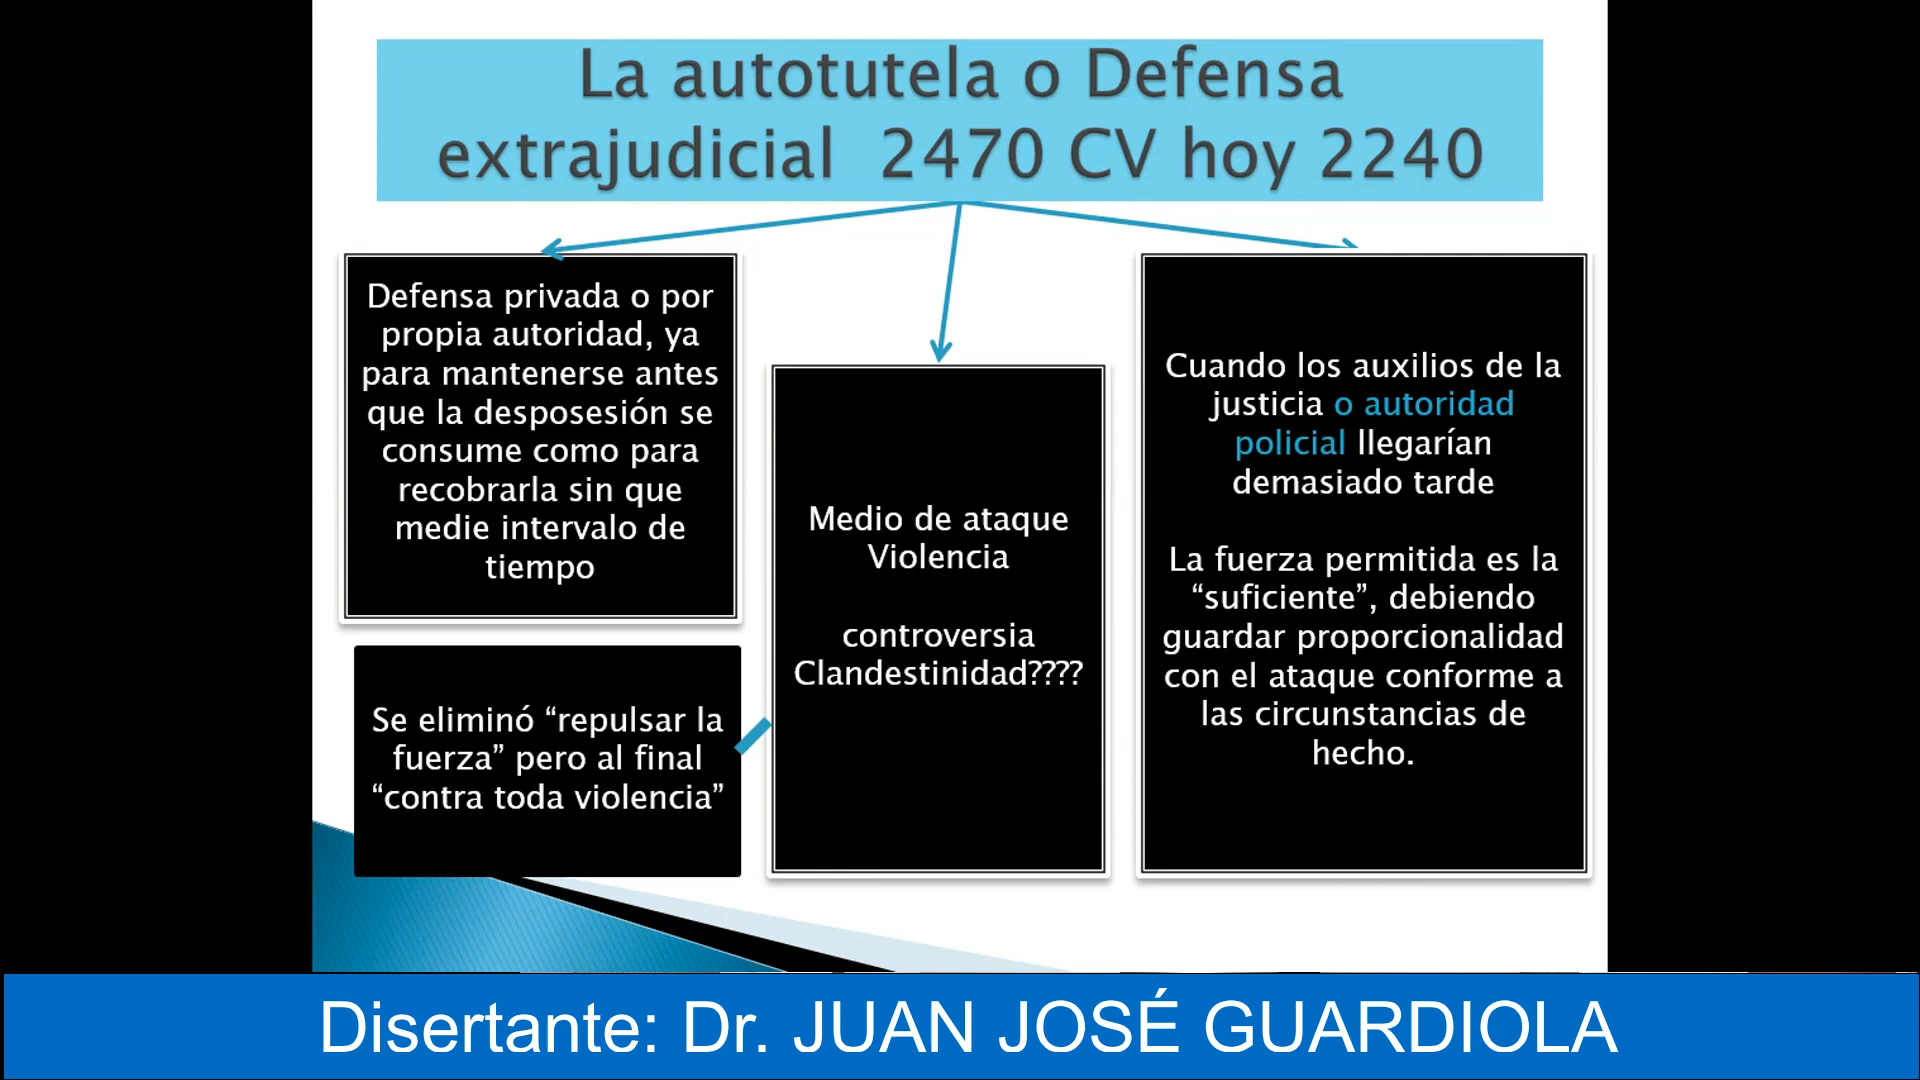 La autotutela o Defensa
extrajudicial 2470 CV hoy 2240
Defensa privada o por
propia autoridad, ya
para mantenerse antes
que la desposesión se
consume como para
recobrarla sin que
medie intervalo de
tiempo
Se eliminó “repulsar la
fuerza” pero al final
“contra toda violencia”
Medio de ataque
Violencia
controversia
Clandestinidad????
Cuando los auxilios de la
justicia o autoridad
policial llegarían
demasiado tarde
La fuerza permitida es la
“suficiente”, debiendo
guardar proporcionalidad
con el ataque conforme a
las circunstancias de
hecho.
Disertante: Dr. JUAN JOSÉ GUARDIOLA